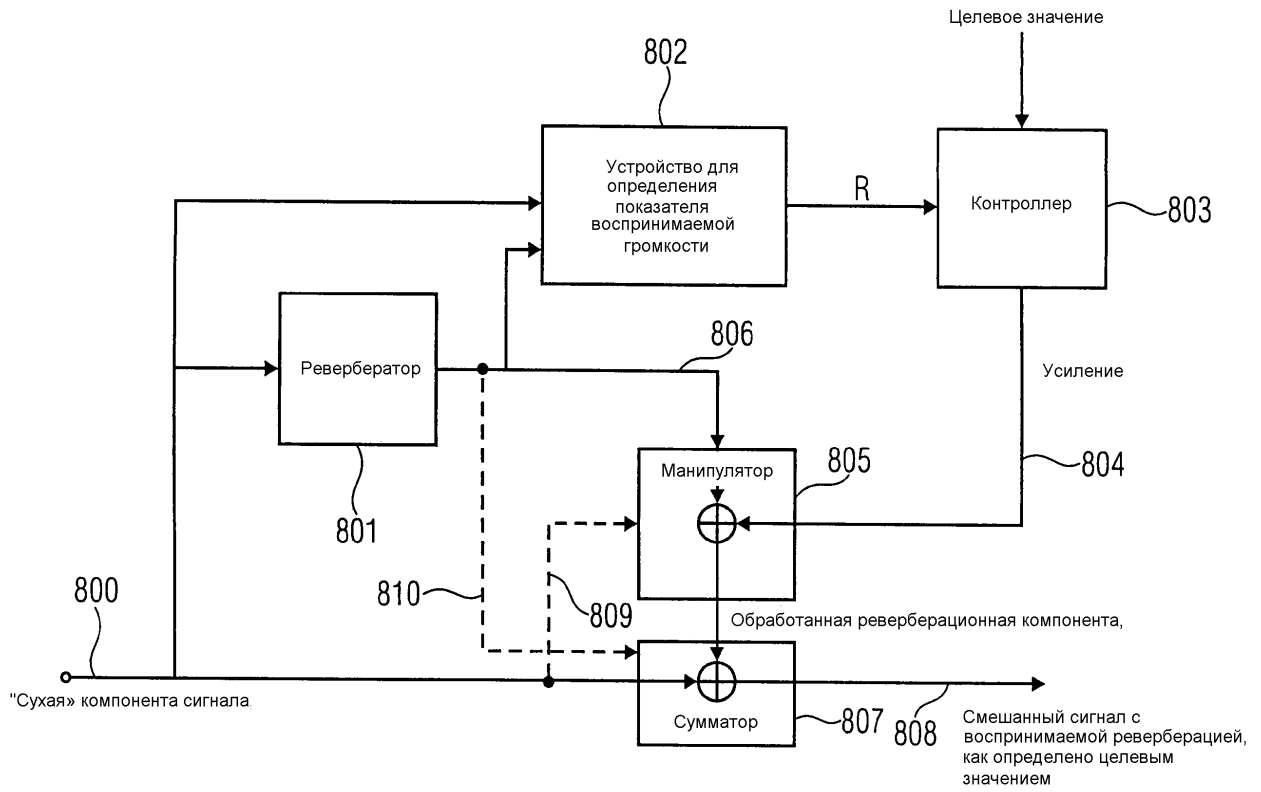 Целевое значение
802
Устройство для
определения
показателя
воспринимаемой
громкости
R
Контроллер
803
Ревербератор
801
806
Усиление
804
Манипулятор
805
810
809
800
Обработанная реверберационная компонента,
"Сухая» компонента сигнала
Сумматор
807
808
Смешанный сигнал с
воспринимаемой реверберацией,
как определено целевым
значением